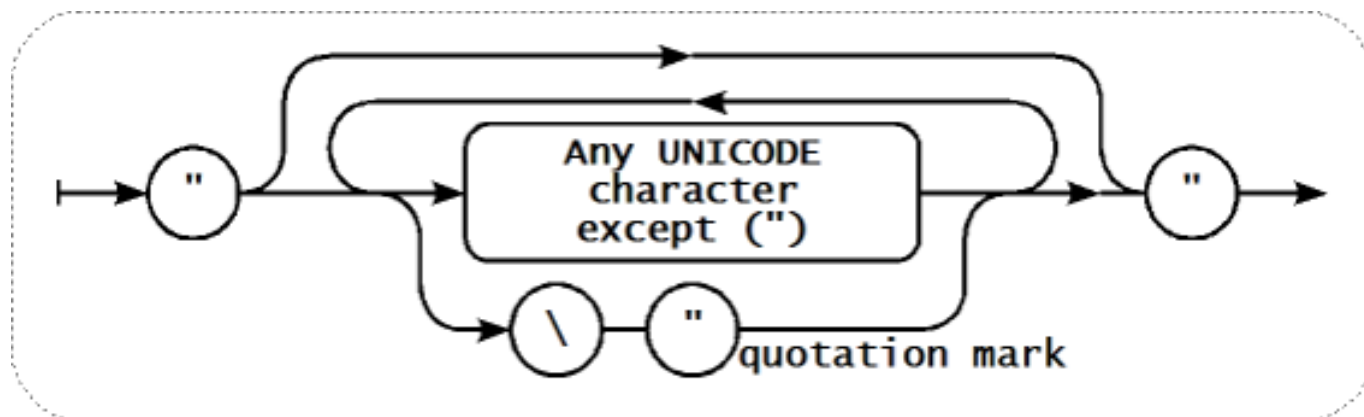 "
Any UNICODE
character
except (")
"
\
"
quotation mark